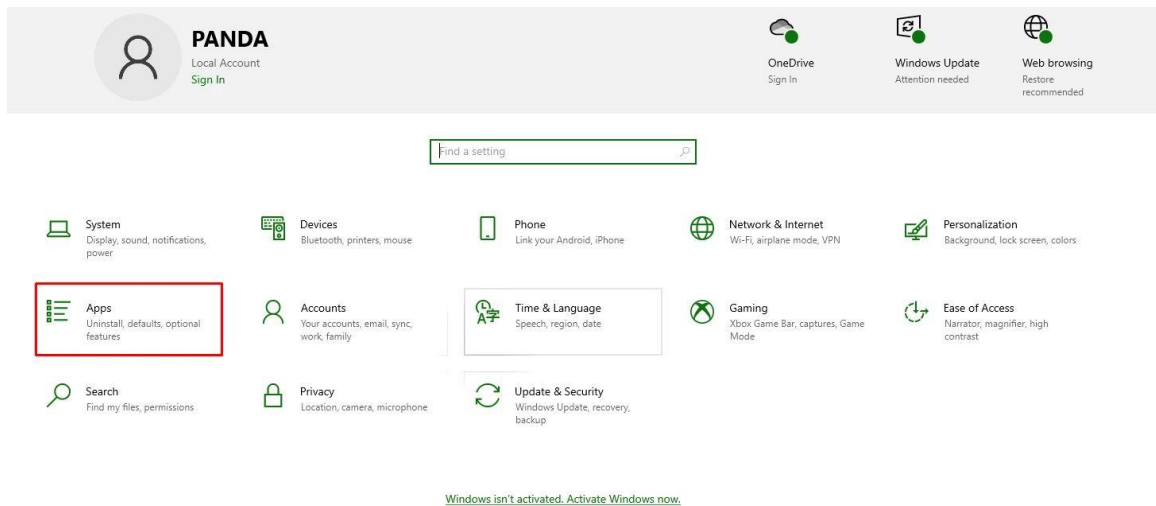 PANDA
Local Account
Sign In
OneDrive
Sign In
Windows Update
Attention needed
Web browsing
Restore
recommended
Find a setting
System
Display, sound, notifications,
power
Devices
Bluetooth, printers, mouse
Phone
Link your Android, iPhone
Network & Internet
Wi-Fi, airplane mode, VPN
Personalization
Background, lock screen, colors
Apps
Uninstall, defaults, optional
features
Accounts
Your accounts, email, sync,
work, family
A字
Time & Language
Speech, region, date
Gaming
Xbox Game Bar, captures, Game
Mode
Ease of Access
Narrator, magnifier, high
contrast
Search
Find my files, permissions
Privacy
Location, camera, microphone
Update & Security
Windows Update, recovery,
backup
Windows isn't activated. Activate Windows now.